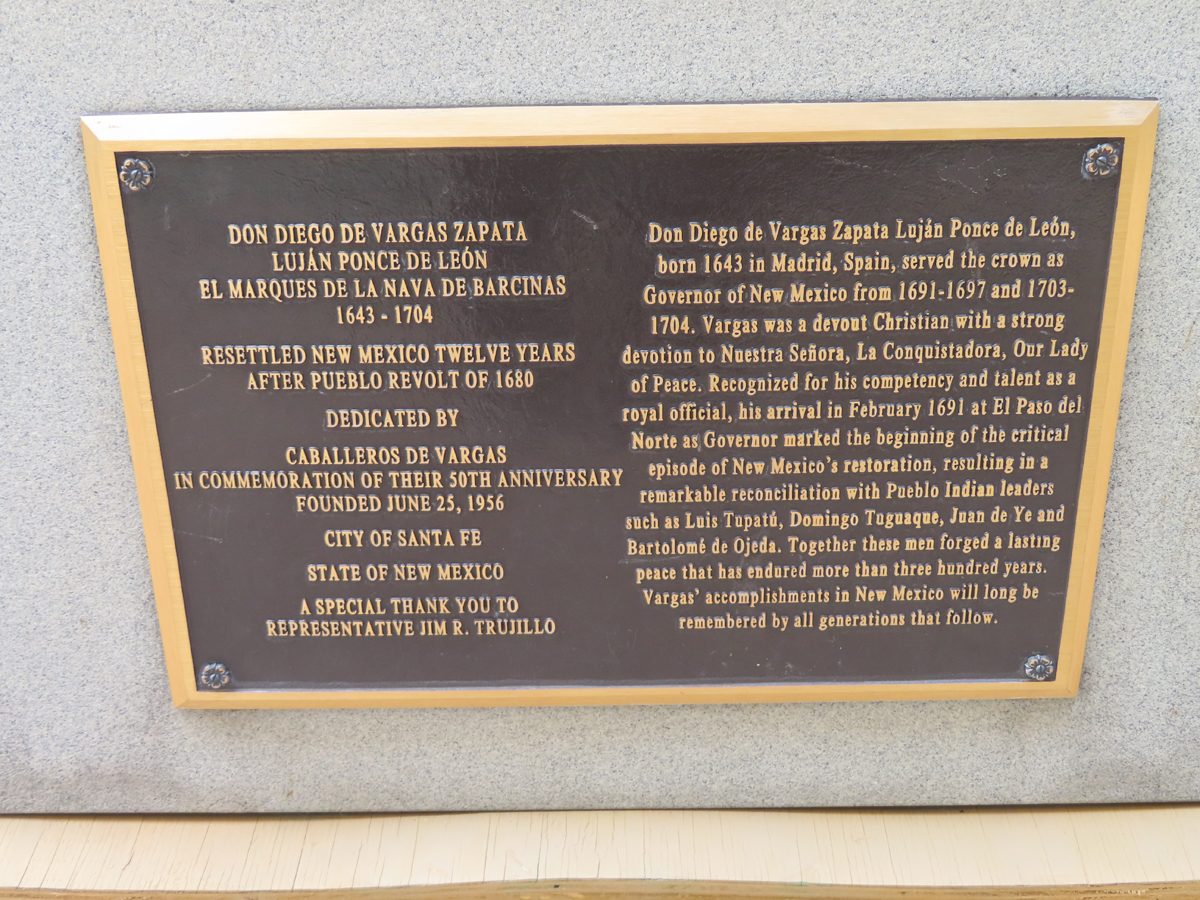 DON DIEGO DE VARGAS ZAPATA
LUJÁN PONCE DE LEÓN
EL MARQUES DE LA NAVA DE BARCINAS
1643 - 1704
RESETTLED NEW MEXICO TWELVE YEARS
AFTER PUEBLO REVOLT OF 1680
DEDICATED BY
CABALLEROS DE VARGAS
IN COMMEMORATION OF THEIR 50TH ANNIVERSARY
FOUNDED JUNE 25, 1956
CITY OF SANTA FE
STATE OF NEW MEXICO
A SPECIAL THANK YOU TO
REPRESENTATIVE JIM R. TRUJILLO
Don Diego de Vargas Zapata Luján Ponce de León,
born 1643 in Madrid, Spain, served the crown as
Governor of New Mexico from 1691-1697 and 1703-
1704. Vargas was a devout Christian with a strong
devotion to Nuestra Señora, La Conquistadora, Our Lady
of Peace. Recognized for his competency and talent as a
royal official, his arrival in February 1691 at El Paso del
Norte as Governor marked the beginning of the critical
episode of New Mexico's restoration, resulting in a
remarkable reconciliation with Pueblo Indian leaders
such as Luis Tupatú, Domingo Tuguaque, Juan de Ye and
Bartolomé de Ojeda. Together these men forged a lasting
peace that has endured more than three hundred years.
Vargas' accomplishments in New Mexico will long be
remembered by all generations that follow.